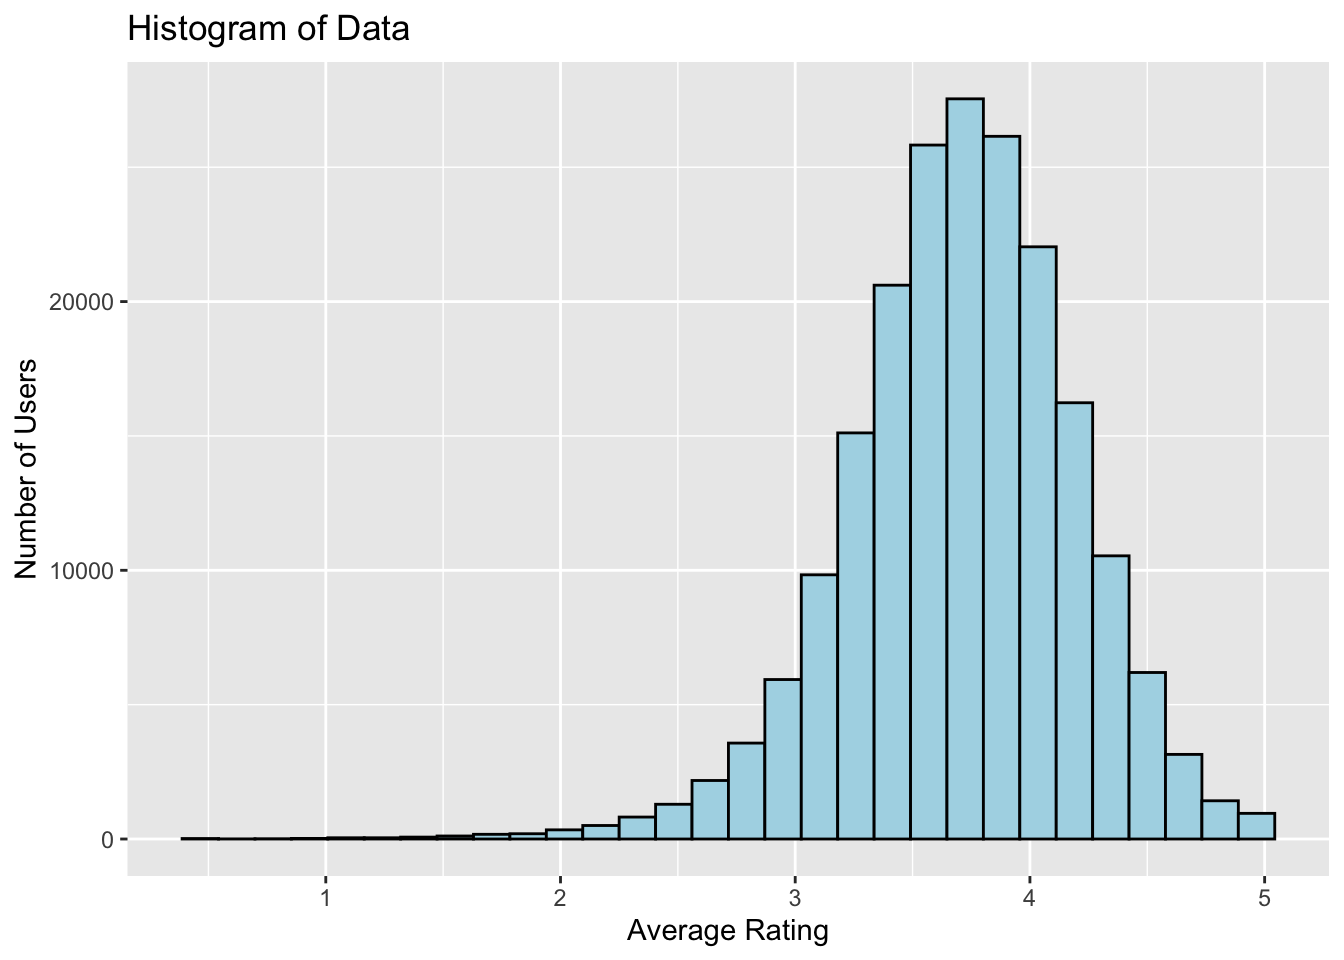 Histogram of Data
Number of Users
20000
10000
0
1 2 3 4 5
Average Rating